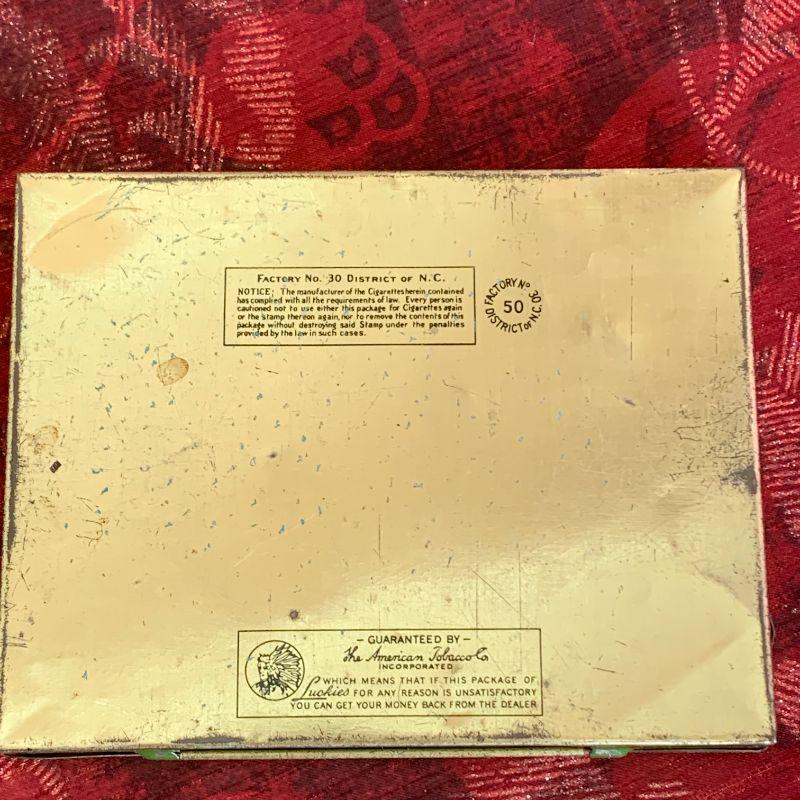 FACTORY No. 30 DISTRICT OF N.C.
NOTICE: The manufacturer of the Cigarettes herein contained
has complied with all the requirements of law. Every person is
cautioned not to use either this package for Cigarettes again
or the stamp thereon again, nor to remove the contents of this
package without destroying said Stamp under the penalties
provided by the law in such cases.
FACTORY No 30
50
DISTRICT OF N.C.
– GUARANTEED BY –
The American Tobacco Co.
INCORPORATED
WHICH MEANS THAT IF THIS PACKAGE OF
Luckies FOR ANY REASON IS UNSATISFACTORY
YOU CAN GET YOUR MONEY BACK FROM THE DEALER